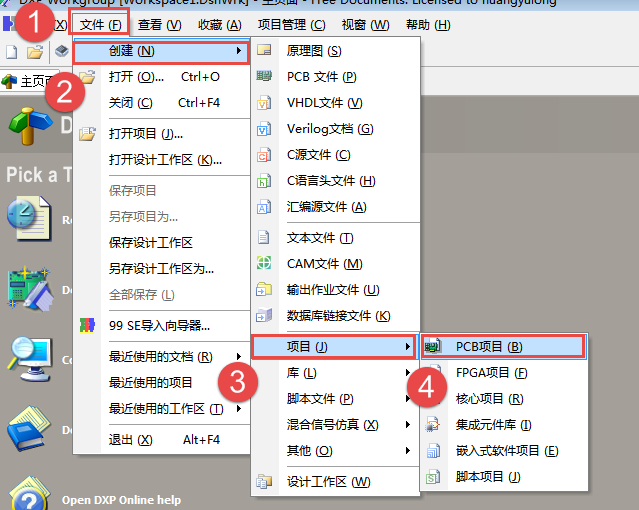 DXP Workgroup [Workspace1.DsnWrk] - 主页面 - Free Documents. Licensed to huangyulong
1
(X) 文件 (F) 查看 (V) 收藏 (A) 项目管理 (C) 视窗 (W) 帮助 (H)
主页面
2
创建 (N)
打开 (O)... Ctrl+O
关闭 (C) Ctrl+F4
打开项目 (J)...
打开设计工作区 (K)...
保存项目
另存项目为...
保存设计工作区
另存设计工作区为...
全部保存 (L)
99 SE导入向导器...
最近使用的文档 (R)
最近使用的项目
最近使用的工作区 (T)
退出 (X) Alt+F4
原理图 (S)
PCB 文件 (P)
VHDL文件 (V)
Verilog文档 (G)
C源文件 (C)
C语言头文件 (H)
汇编源文件 (A)
文本文件 (T)
CAM文件 (M)
输出作业文件 (U)
数据库链接文件 (K)
项目 (J)
3
库 (L)
脚本文件 (P)
混合信号仿真 (X)
其他 (O)
设计工作区 (W)
PCB项目 (B)
4
FPGA项目 (F)
核心项目 (R)
集成元件库 (I)
嵌入式软件项目 (E)
脚本项目 (J)
D
Pick a T
Re
De
De
Co
Do
Open DXP Online help